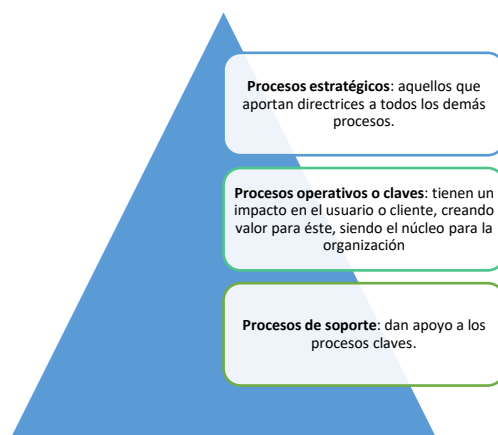 Procesos estratégicos: aquellos que
aportan directrices a todos los demás
procesos.
Procesos operativos o claves: tienen un
impacto en el usuario o cliente, creando
valor para éste, siendo el núcleo para la
organización
Procesos de soporte: dan apoyo a los
procesos claves.